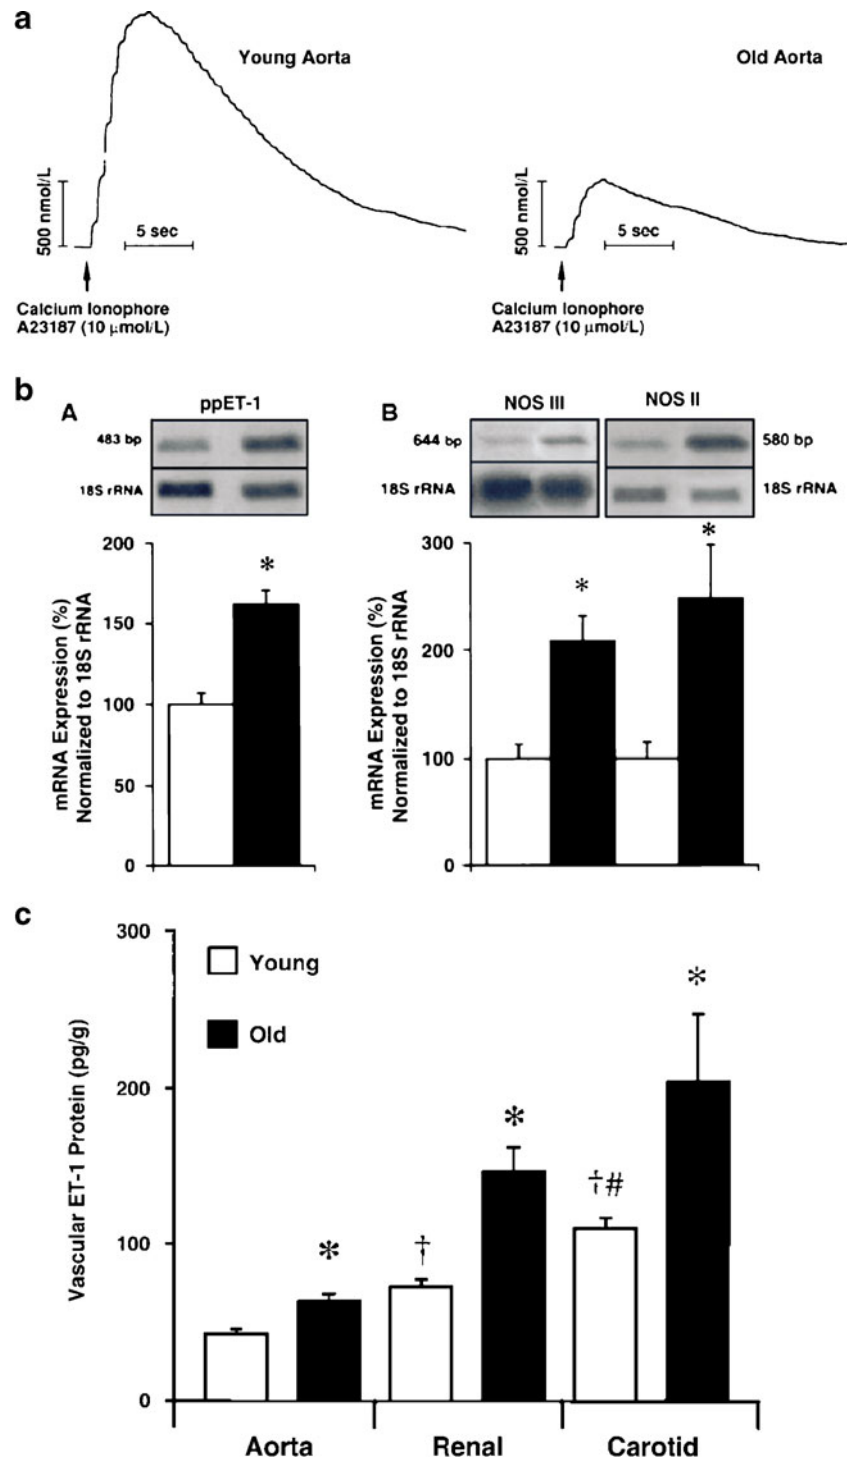 a
Young Aorta
Old Aorta
500 nmol/L
5 sec
500 nmol/L
5 sec
Calcium Ionophore
A23187 (10 μmol/L)
Calcium Ionophore
A23187 (10 μmol/L)
b
A
ppET-1
483 bp
18S rRNA
200
*
150
100
50
0
mRNA Expression (%)
Normalized to 18S rRNA
B
NOS III
NOS II
644 bp
580 bp
18S rRNA
18S rRNA
300
*
*
200
100
0
mRNA Expression (%)
Normalized to 18S rRNA
c
300
Young
Old
*
200
*
†#
100
*
†
0
Vascular ET-1 Protein (pg/g)
Aorta
Renal
Carotid